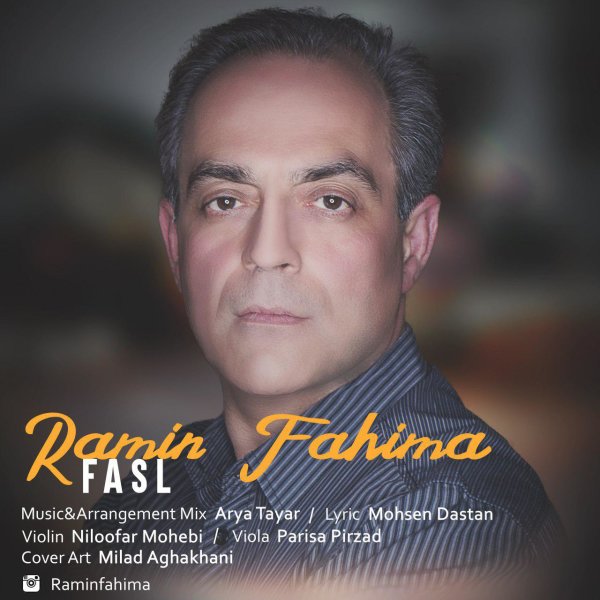 Ramin Fahima
FASL
Music&Arrangement Mix Arya Tayar / Lyric Mohsen Dastan
Violin Niloofar Mohebi / Viola Parisa Pirzad
Cover Art Milad Aghakhani
Raminfahima